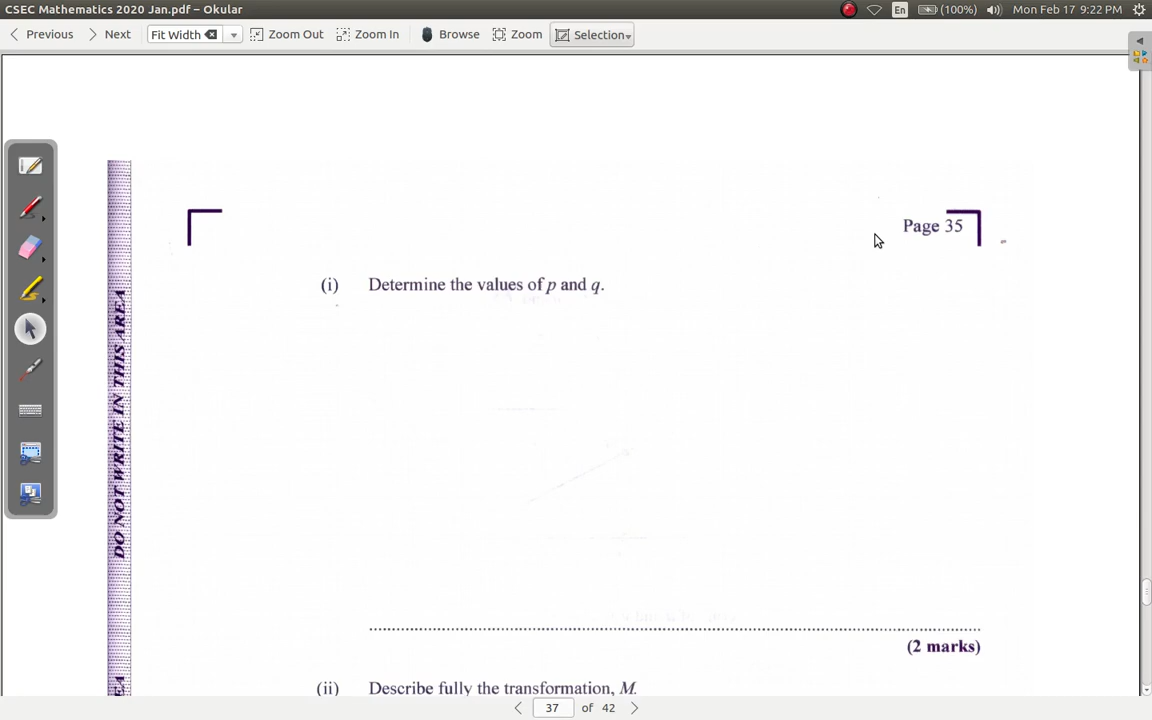 CSEC Mathematics 2020 Jan.pdf – Okular
En (100%) Mon Feb 17 9:22 PM
Previous Next Fit Width Zoom Out Zoom In Browse Zoom Selection
Page 35
(i) Determine the values of p and q.
DO NOT WRITE IN THIS AREA
(2 marks)
(ii) Describe fully the transformation, M.
37 of 42